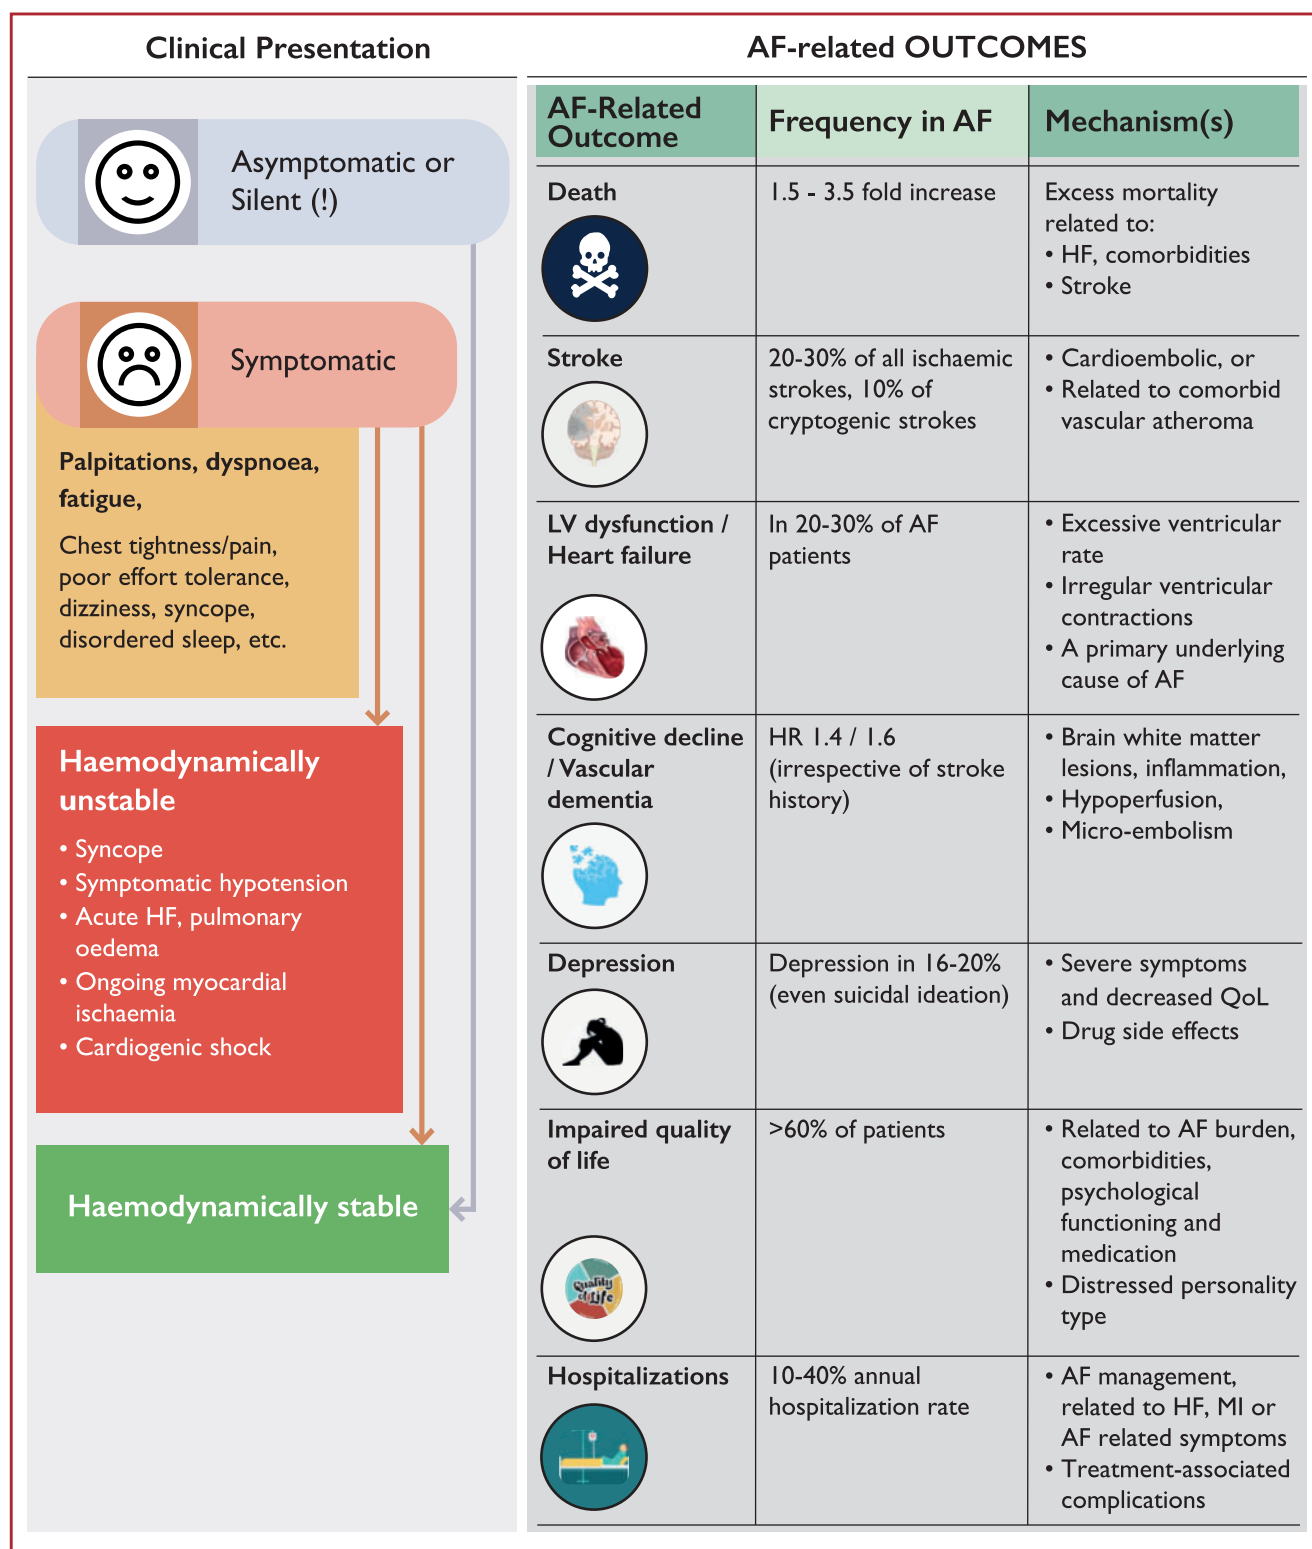 Clinical Presentation
Asymptomatic or
Silent (!)
Symptomatic
Palpitations, dyspnoea,
fatigue,
Chest tightness/pain,
poor effort tolerance,
dizziness, syncope,
disordered sleep, etc.
Haemodynamically
unstable
• Syncope
• Symptomatic hypotension
• Acute HF, pulmonary
oedema
• Ongoing myocardial
ischaemia
• Cardiogenic shock
Haemodynamically stable
AF-related OUTCOMES
AF-Related
Outcome
Frequency in AF
Mechanism(s)
Death
1.5 - 3.5 fold increase
Excess mortality
related to:
• HF, comorbidities
• Stroke
Stroke
20-30% of all ischaemic
strokes, 10% of
cryptogenic strokes
• Cardioembolic, or
• Related to comorbid
vascular atheroma
LV dysfunction /
Heart failure
In 20-30% of AF
patients
• Excessive ventricular
rate
• Irregular ventricular
contractions
• A primary underlying
cause of AF
Cognitive decline
/ Vascular
dementia
HR 1.4 / 1.6
(irrespective of stroke
history)
• Brain white matter
lesions, inflammation,
• Hypoperfusion,
• Micro-embolism
Depression
Depression in 16-20%
(even suicidal ideation)
• Severe symptoms
and decreased QoL
• Drug side effects
Impaired quality
of life
Quality
of Life
>60% of patients
• Related to AF burden,
comorbidities,
psychological
functioning and
medication
• Distressed personality
type
Hospitalizations
10-40% annual
hospitalization rate
• AF management,
related to HF, MI or
AF related symptoms
• Treatment-associated
complications